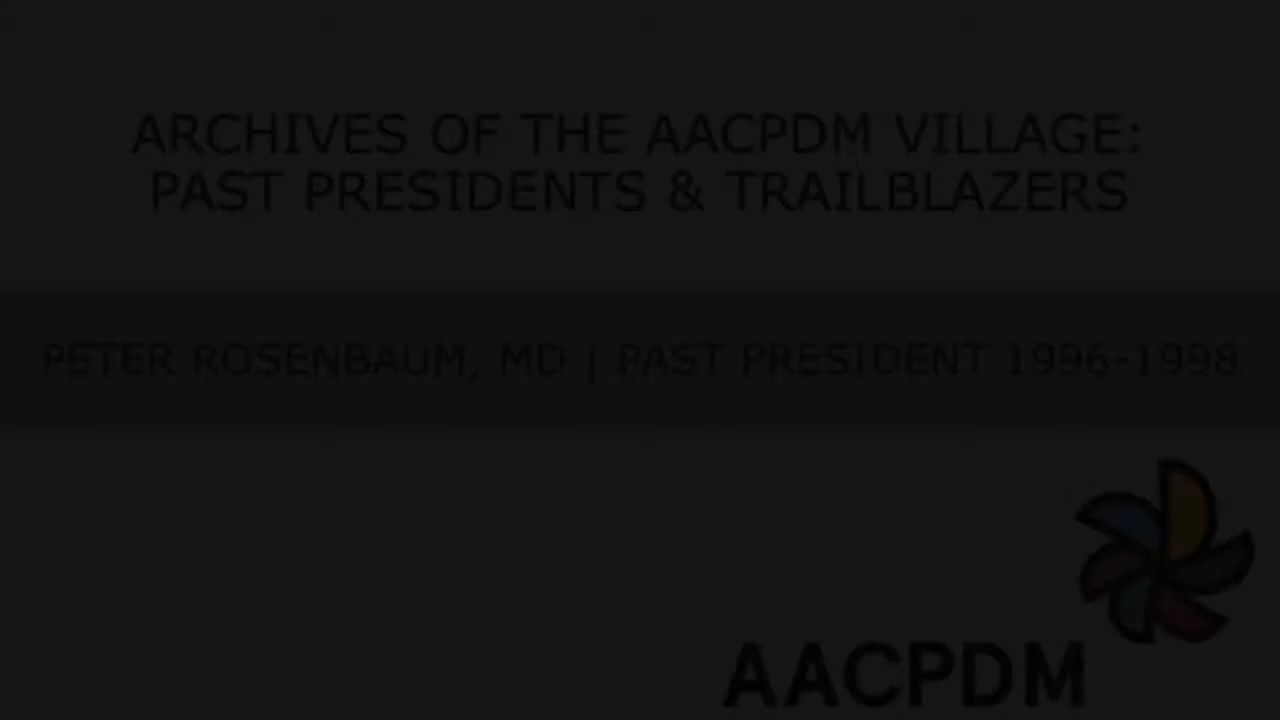 ARCHIVES OF THE AACPDM VILLAGE:
PAST PRESIDENTS & TRAILBLAZERS
PETER ROSENBAUM, MD | PAST PRESIDENT 1996-1998
AACPDM